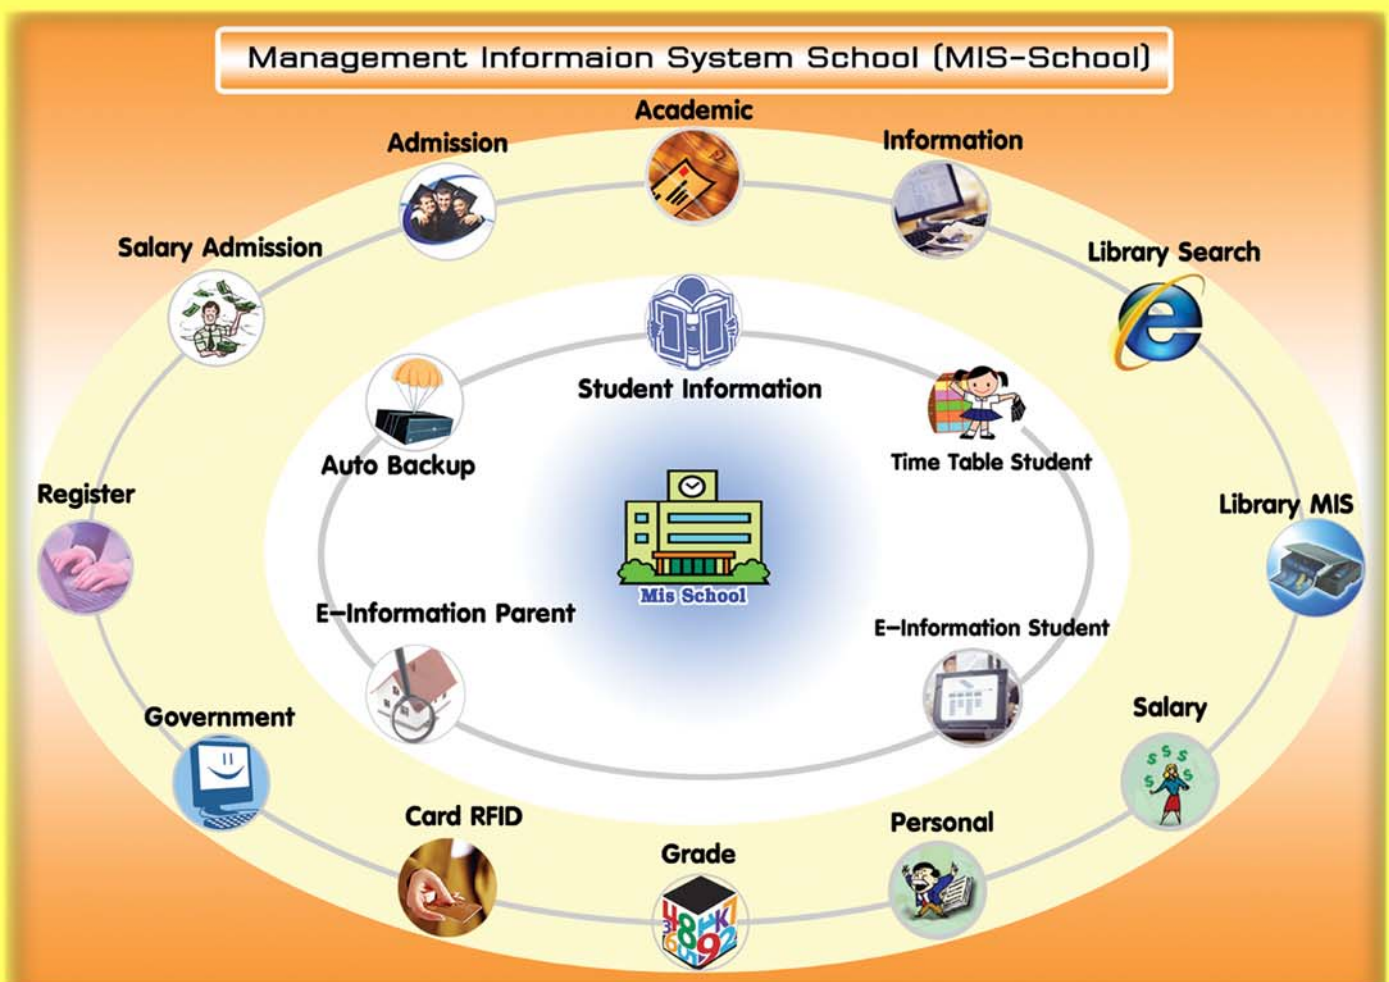 Management Informaion System School (MIS-School)
Academic
Admission
Information
Salary Admission
Library Search
Student Information
Auto Backup
Time Table Student
Register
Library MIS
Mis School
E-Information Parent
E-Information Student
Government
Salary
Card RFID
Personal
Grade